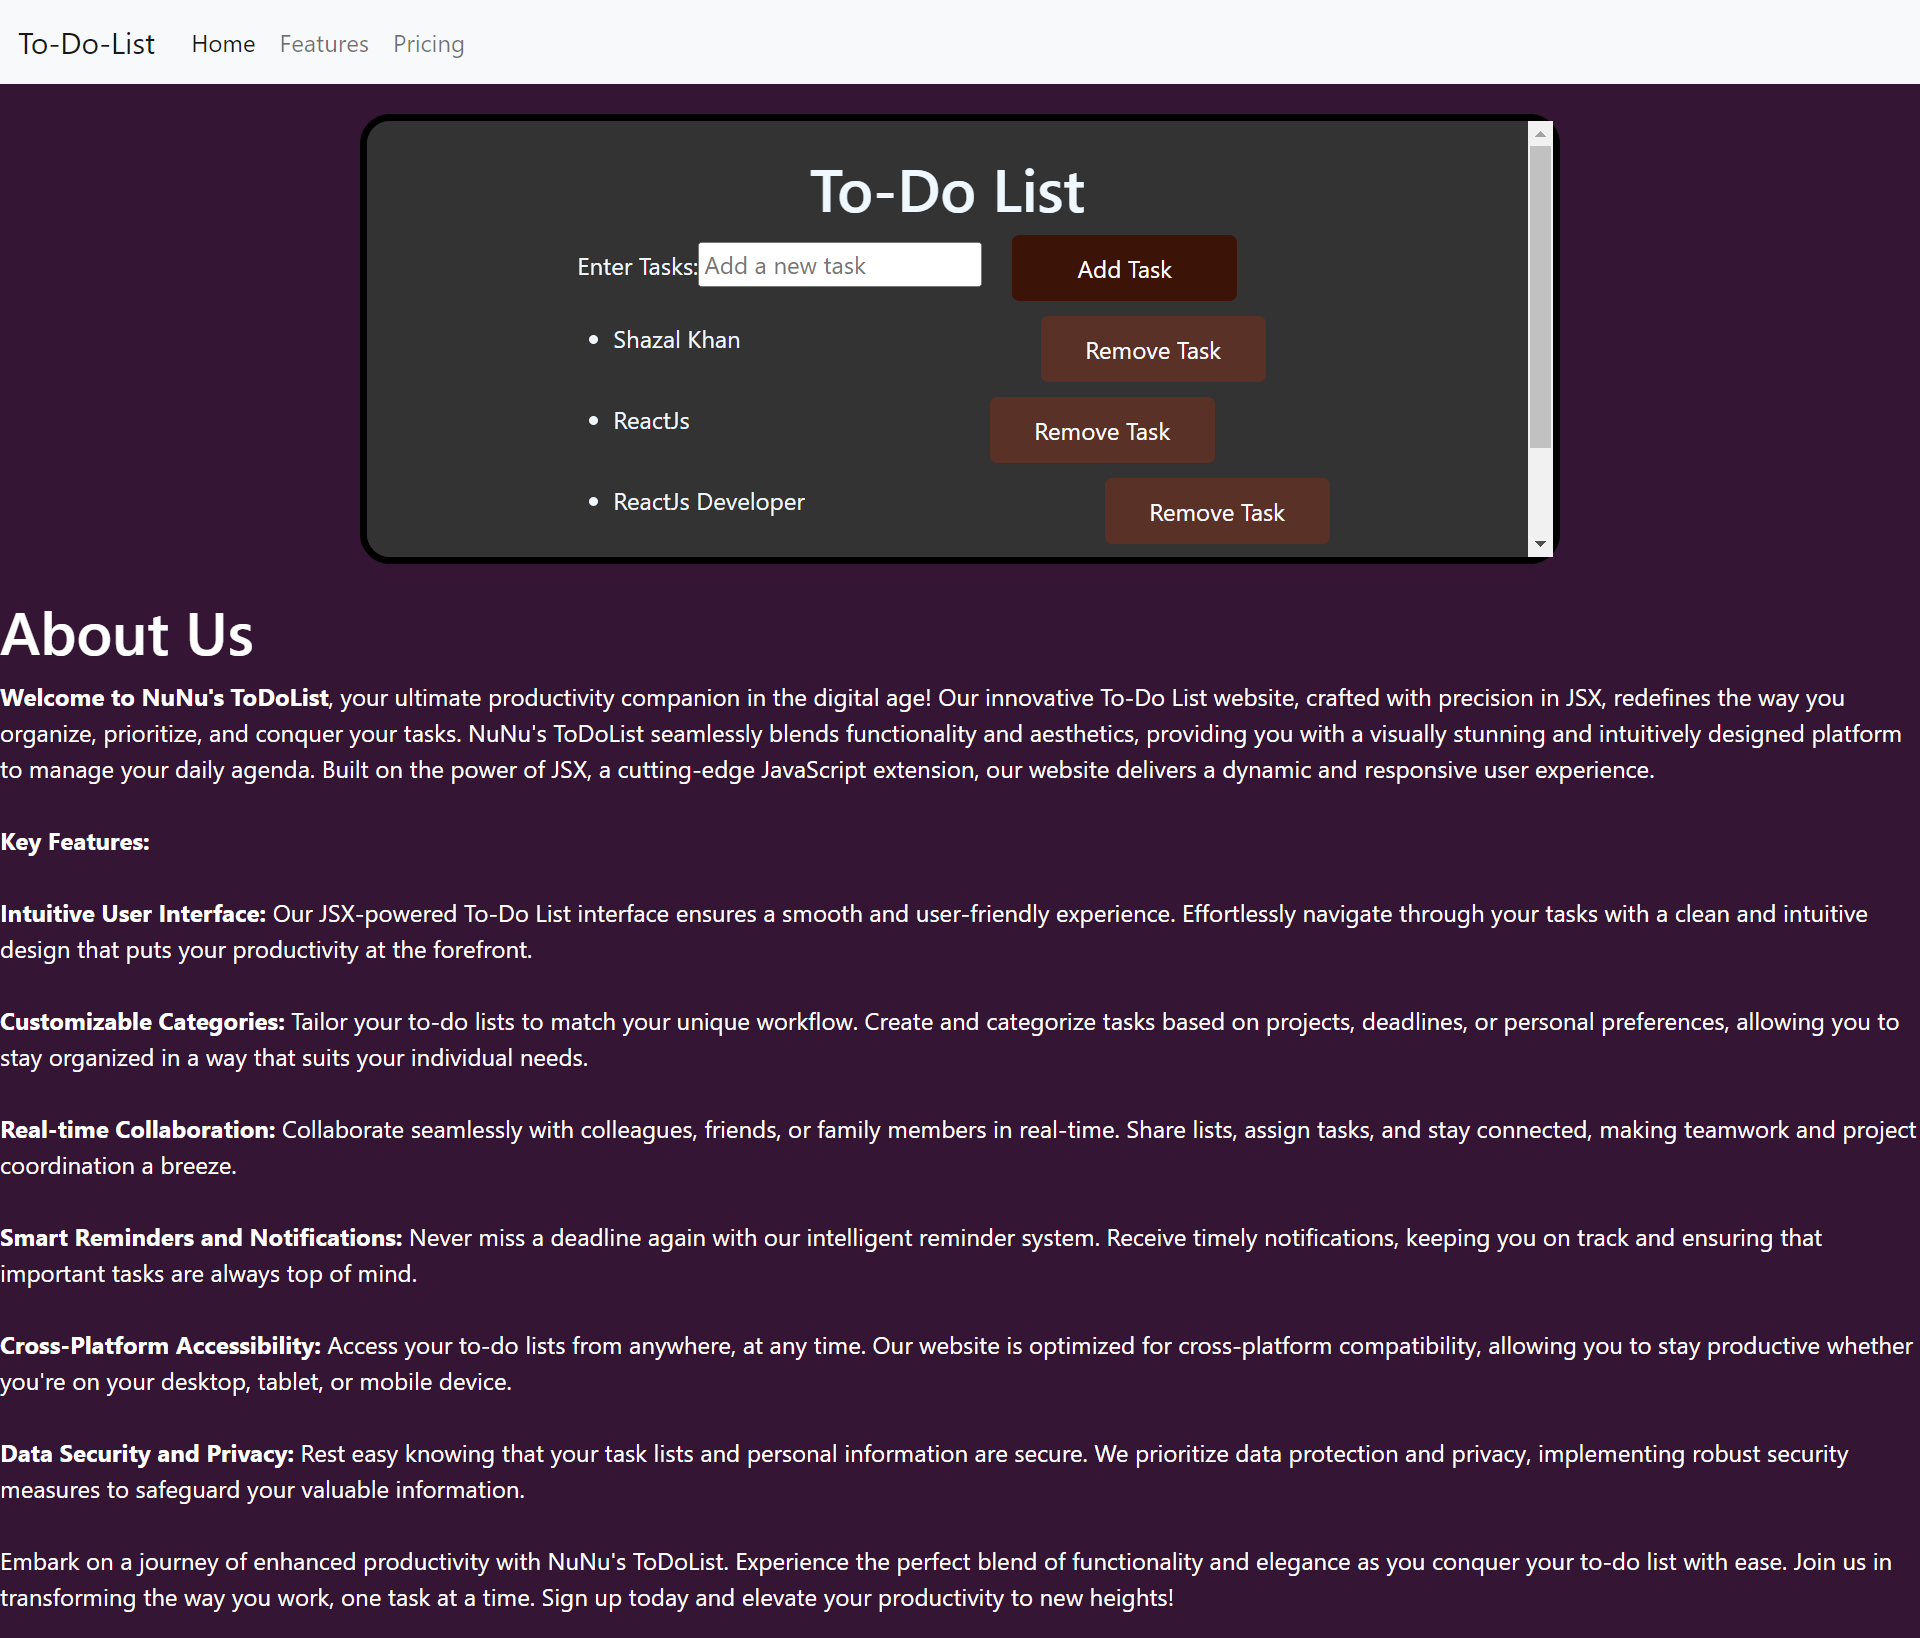 To-Do-List Home Features Pricing
To-Do List
Enter Tasks: Add a new task Add Task
Shazal Khan Remove Task
ReactJs Remove Task
ReactJs Developer Remove Task
About Us
Welcome to NuNu's ToDoList, your ultimate productivity companion in the digital age! Our innovative To-Do List website, crafted with precision in JSX, redefines the way you
organize, prioritize, and conquer your tasks. NuNu's ToDoList seamlessly blends functionality and aesthetics, providing you with a visually stunning and intuitively designed platform
to manage your daily agenda. Built on the power of JSX, a cutting-edge JavaScript extension, our website delivers a dynamic and responsive user experience.
Key Features:
Intuitive User Interface: Our JSX-powered To-Do List interface ensures a smooth and user-friendly experience. Effortlessly navigate through your tasks with a clean and intuitive
design that puts your productivity at the forefront.
Customizable Categories: Tailor your to-do lists to match your unique workflow. Create and categorize tasks based on projects, deadlines, or personal preferences, allowing you to
stay organized in a way that suits your individual needs.
Real-time Collaboration: Collaborate seamlessly with colleagues, friends, or family members in real-time. Share lists, assign tasks, and stay connected, making teamwork and project
coordination a breeze.
Smart Reminders and Notifications: Never miss a deadline again with our intelligent reminder system. Receive timely notifications, keeping you on track and ensuring that
important tasks are always top of mind.
Cross-Platform Accessibility: Access your to-do lists from anywhere, at any time. Our website is optimized for cross-platform compatibility, allowing you to stay productive whether
you're on your desktop, tablet, or mobile device.
Data Security and Privacy: Rest easy knowing that your task lists and personal information are secure. We prioritize data protection and privacy, implementing robust security
measures to safeguard your valuable information.
Embark on a journey of enhanced productivity with NuNu's ToDoList. Experience the perfect blend of functionality and elegance as you conquer your to-do list with ease. Join us in
transforming the way you work, one task at a time. Sign up today and elevate your productivity to new heights!